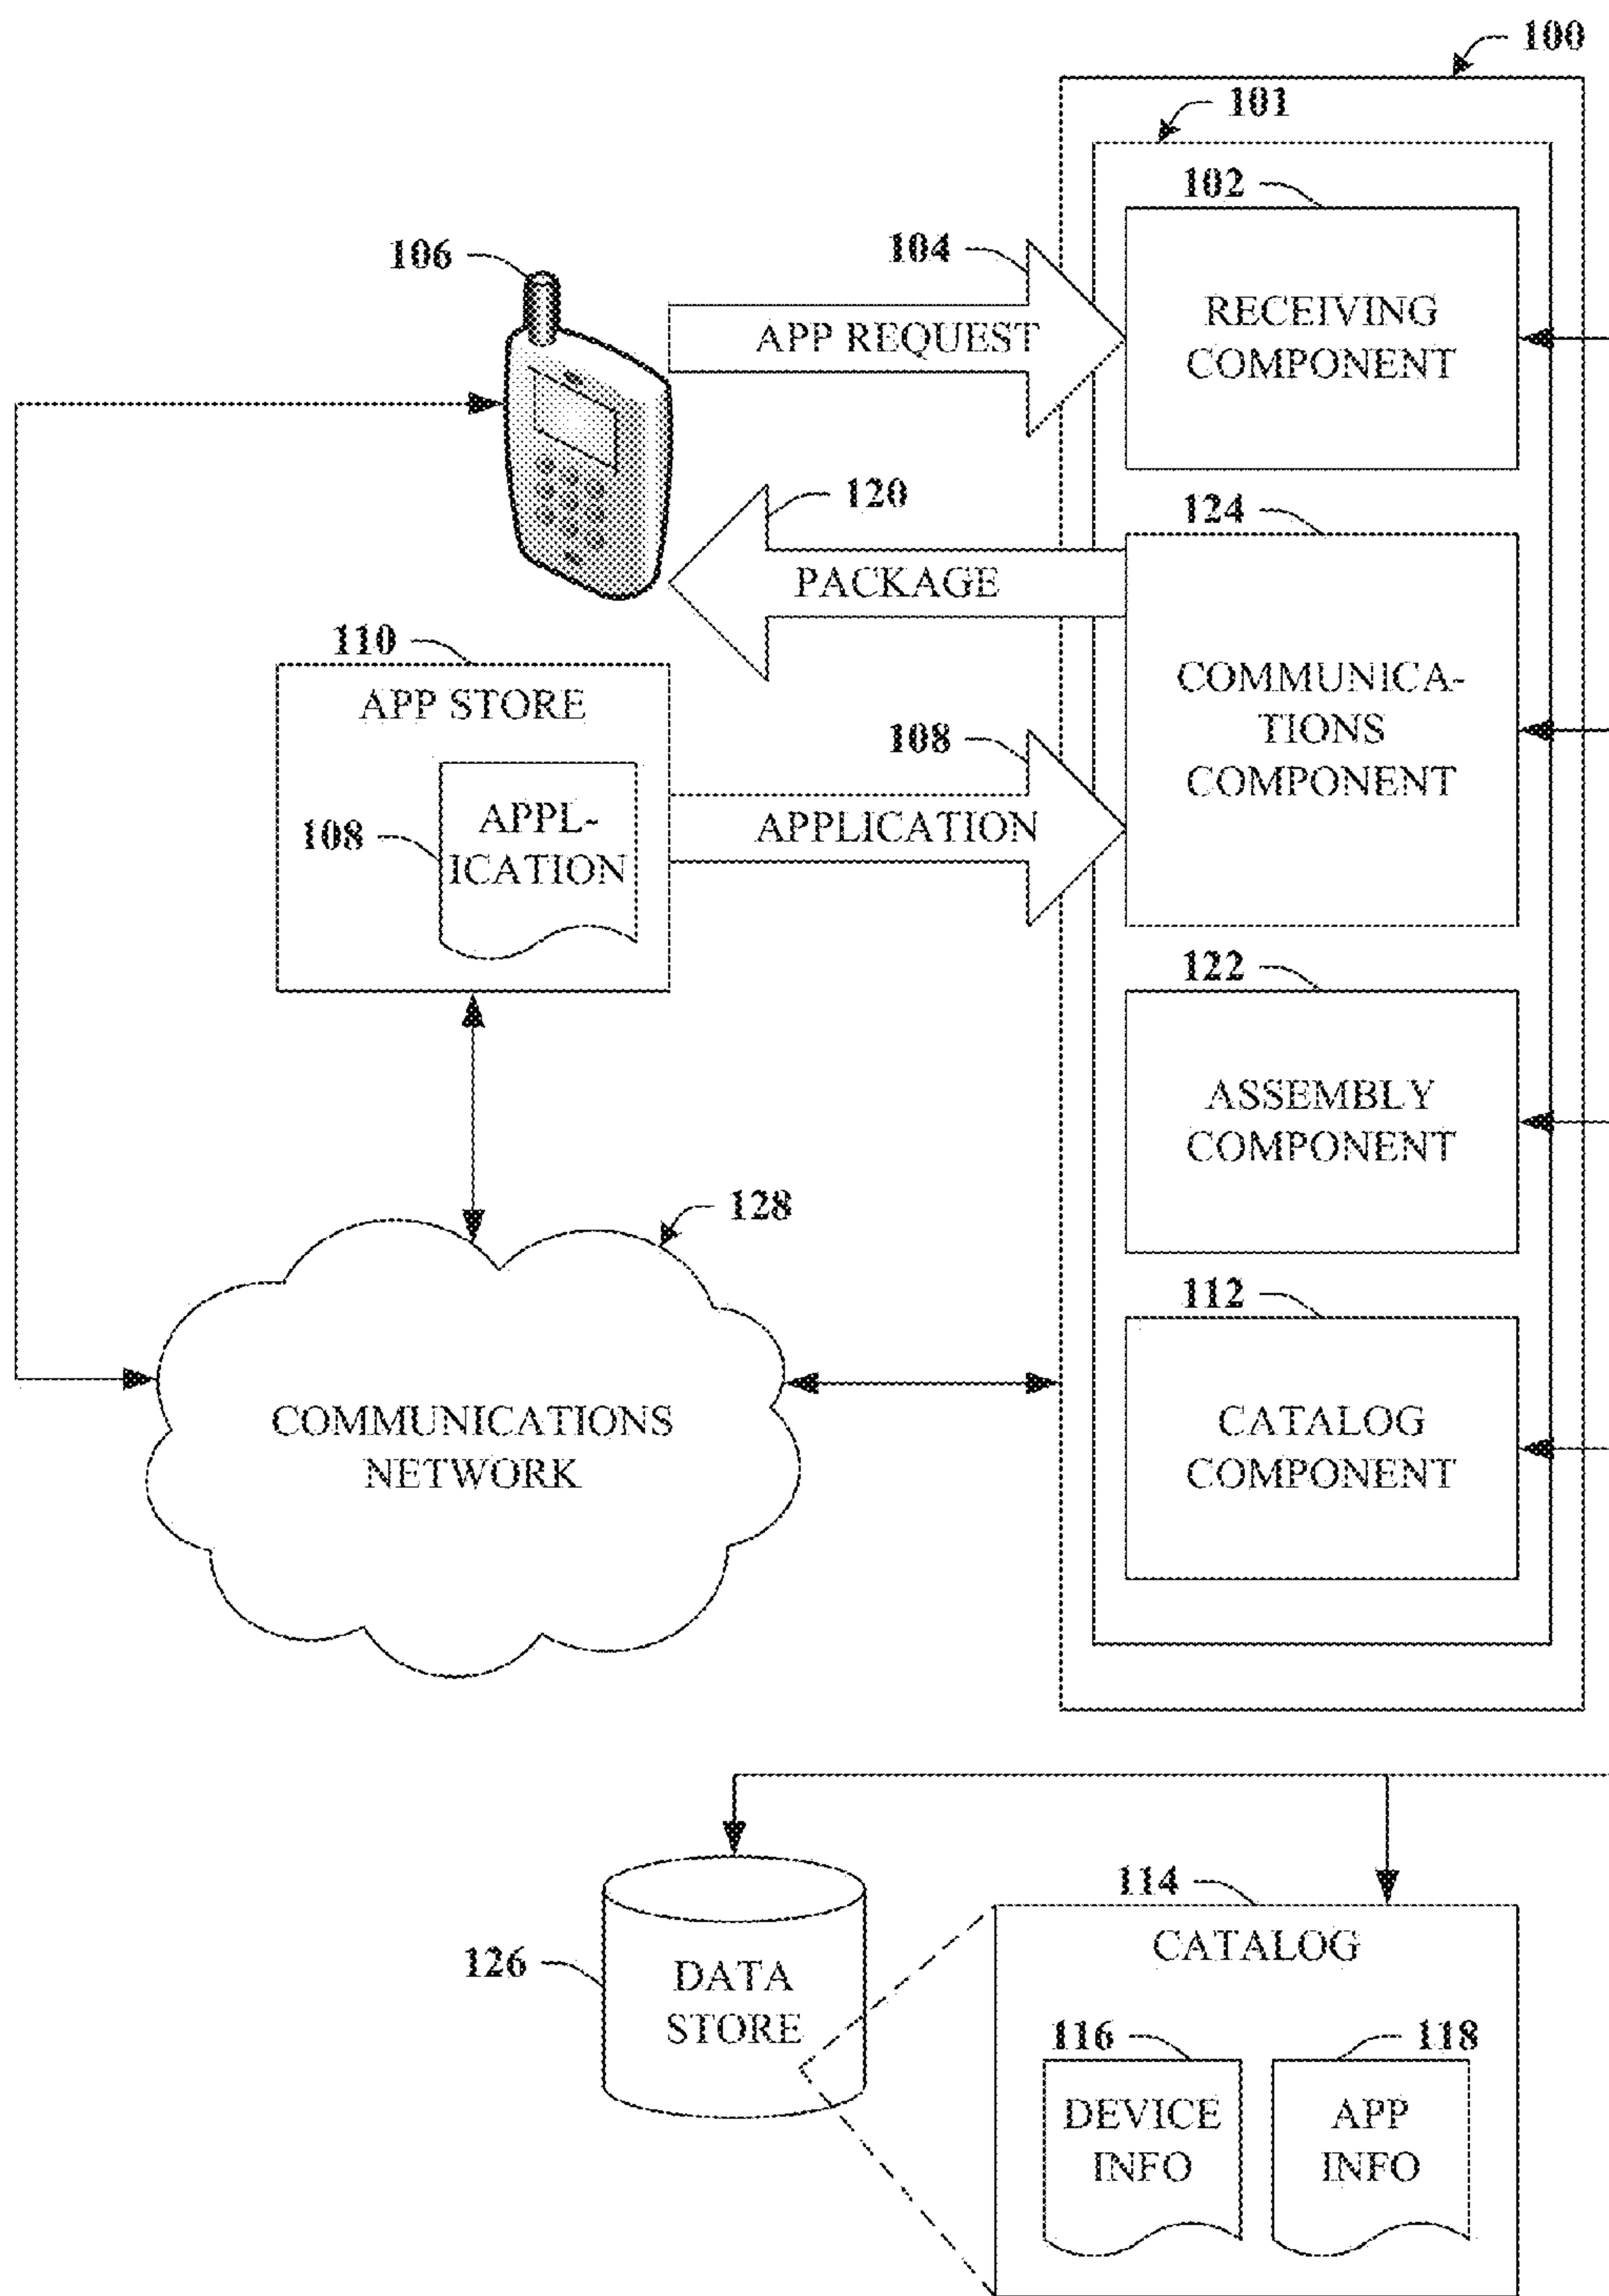 100
101
102
RECEIVING
COMPONENT
104
APP REQUEST
106
120
PACKAGE
124
COMMUNICA-
TIONS
COMPONENT
110
APP STORE
108
APPL-
ICATION
108
APPLICATION
122
ASSEMBLY
COMPONENT
128
COMMUNICATIONS
NETWORK
112
CATALOG
COMPONENT
126
DATA
STORE
114
CATALOG
116
DEVICE
INFO
118
APP
INFO